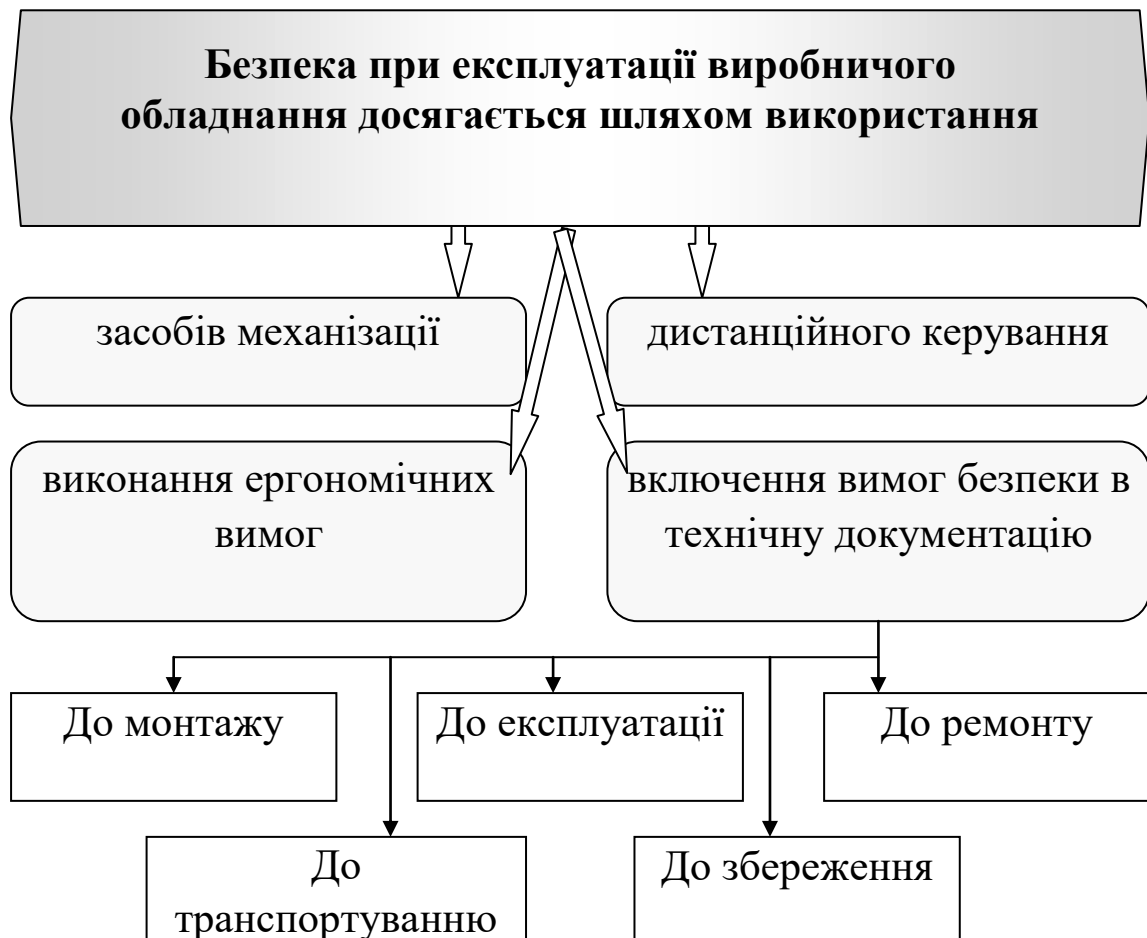 Безпека при експлуатації виробничого
обладнання досягається шляхом використання
засобів механізації
дистанційного керування
виконання ергономічних
вимог
включення вимог безпеки в
технічну документацію
До монтажу
До експлуатації
До ремонту
До
транспортуванню
До збереження